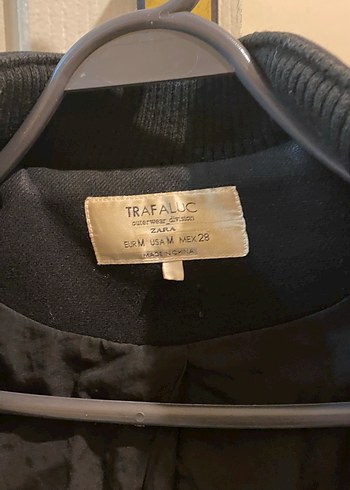 TRAFALUC
outerwear_division
ZARA
EUR M USA M MEX 28
MADE IN CHINA